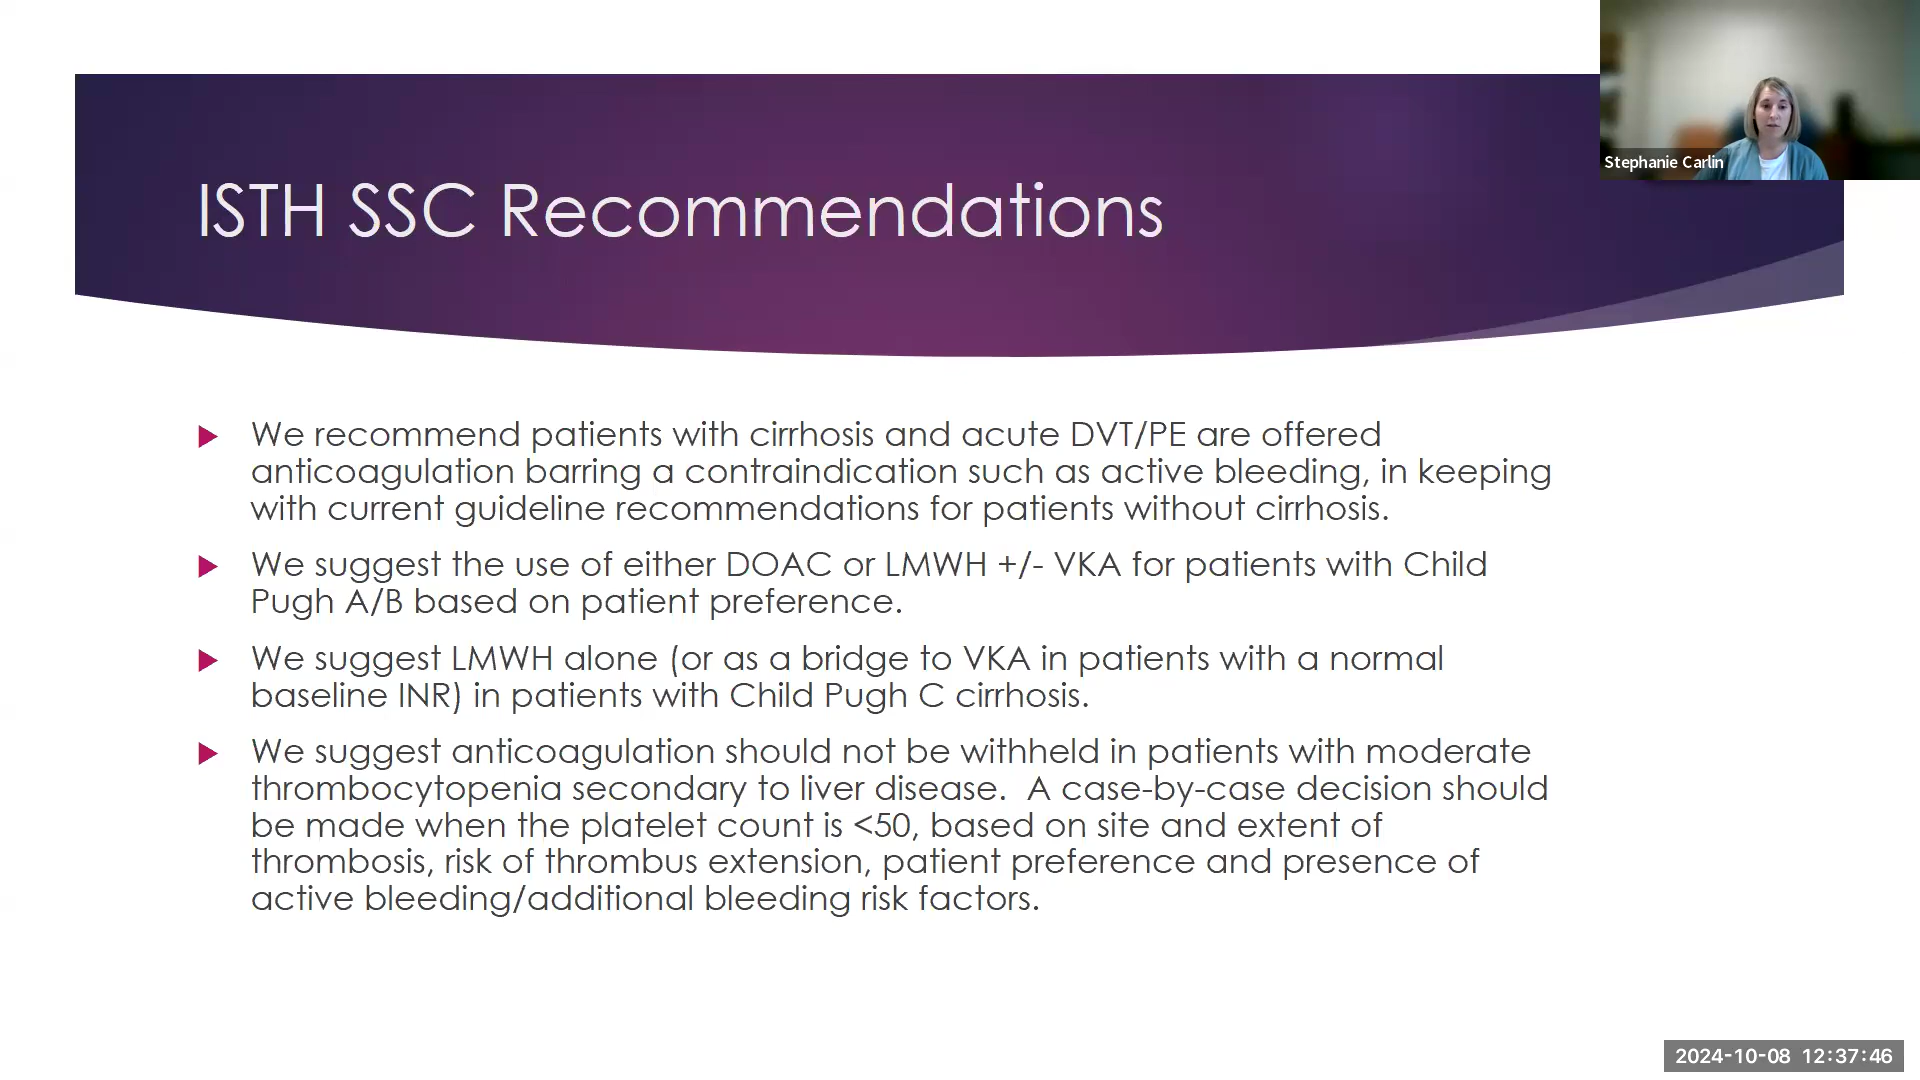 Stephanie Carlin
ISTH SSC Recommendations
We recommend patients with cirrhosis and acute DVT/PE are offered
anticoagulation barring a contraindication such as active bleeding, in keeping
with current guideline recommendations for patients without cirrhosis.
We suggest the use of either DOAC or LMWH +/- VKA for patients with Child
Pugh A/B based on patient preference.
We suggest LMWH alone (or as a bridge to VKA in patients with a normal
baseline INR) in patients with Child Pugh C cirrhosis.
We suggest anticoagulation should not be withheld in patients with moderate
thrombocytopenia secondary to liver disease.  A case-by-case decision should
be made when the platelet count is <50, based on site and extent of
thrombosis, risk of thrombus extension, patient preference and presence of
active bleeding/additional bleeding risk factors.
2024-10-08 12:37:46